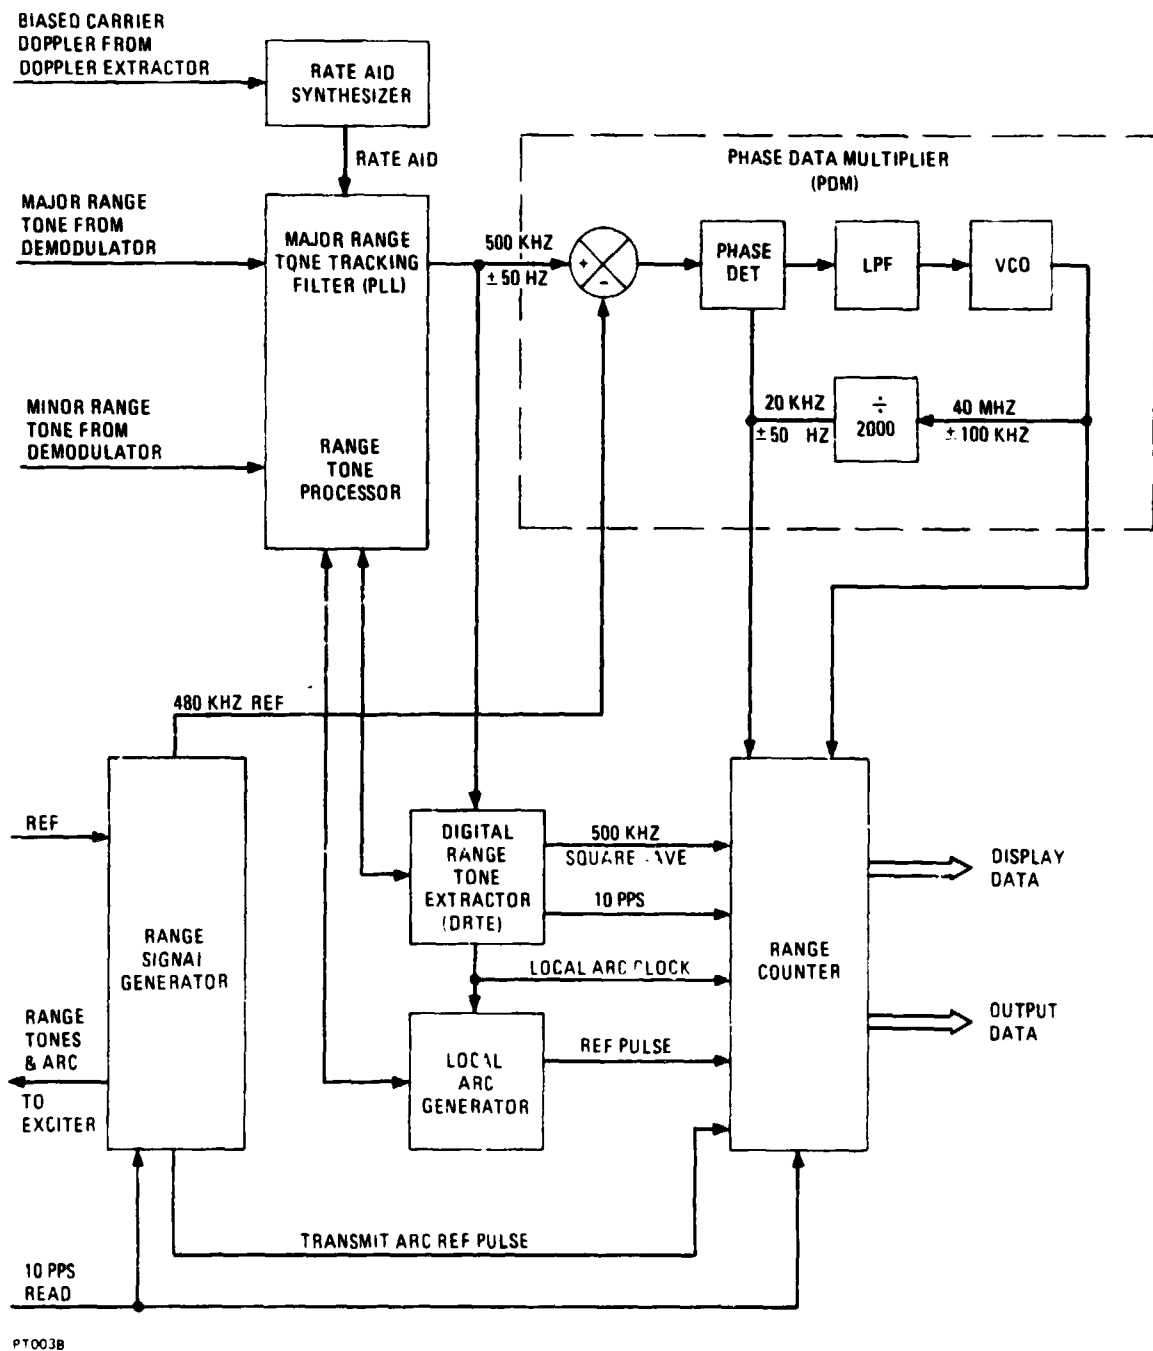 BIASED CARRIER
DOPPLER FROM
DOPPLER EXTRACTOR
RATE AID
SYNTHESIZER
RATE AID
PHASE DATA MULTIPLIER
(PDM)
MAJOR RANGE
TONE FROM
DEMODULATOR
MAJOR RANGE
TONE TRACKING
FILTER (PLL)
500 KHZ
± 50 HZ
+
-
PHASE
DET
LPF
VCO
MINOR RANGE
TONE FROM
DEMODULATOR
RANGE
TONE
PROCESSOR
20 KHZ
±50 HZ
÷
2000
40 MHZ
±100 KHZ
480 KHZ REF
REF
RANGE
SIGNAL
GENERATOR
DIGITAL
RANGE
TONE
EXTRACTOR
(DRTE)
500 KHZ
SQUARE
10 PPS
LOCAL ARC CLOCK
RANGE
COUNTER
DISPLAY
DATA
OUTPUT
DATA
RANGE
TONES
& ARC
TO
EXCITER
LOCAL
ARC
GENERATOR
REF PULSE
TRANSMIT ARC REF PULSE
10 PPS
READ
PT003B